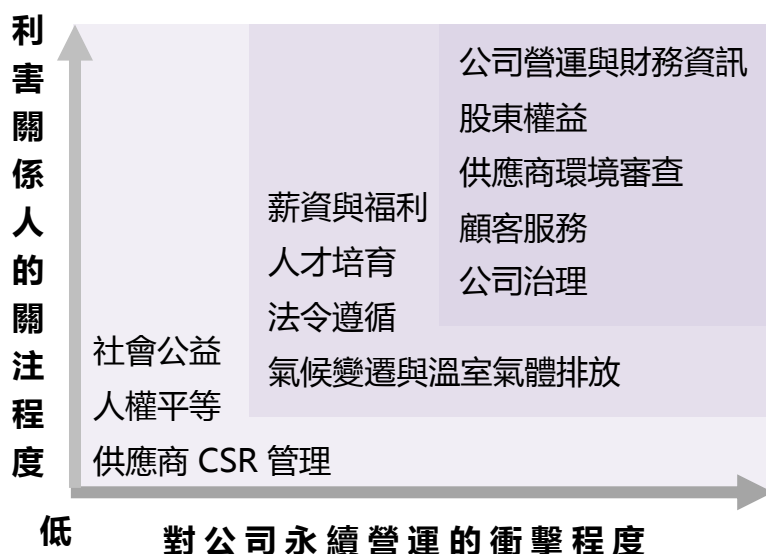 利害關係人的關注程度
公司營運與財務資訊
股東權益
供應商環境審查
顧客服務
公司治理
薪資與福利
人才培育
法令遵循
氣候變遷與溫室氣體排放
社會公益
人權平等
供應商 CSR 管理
低
對公司永續營運的衝擊程度